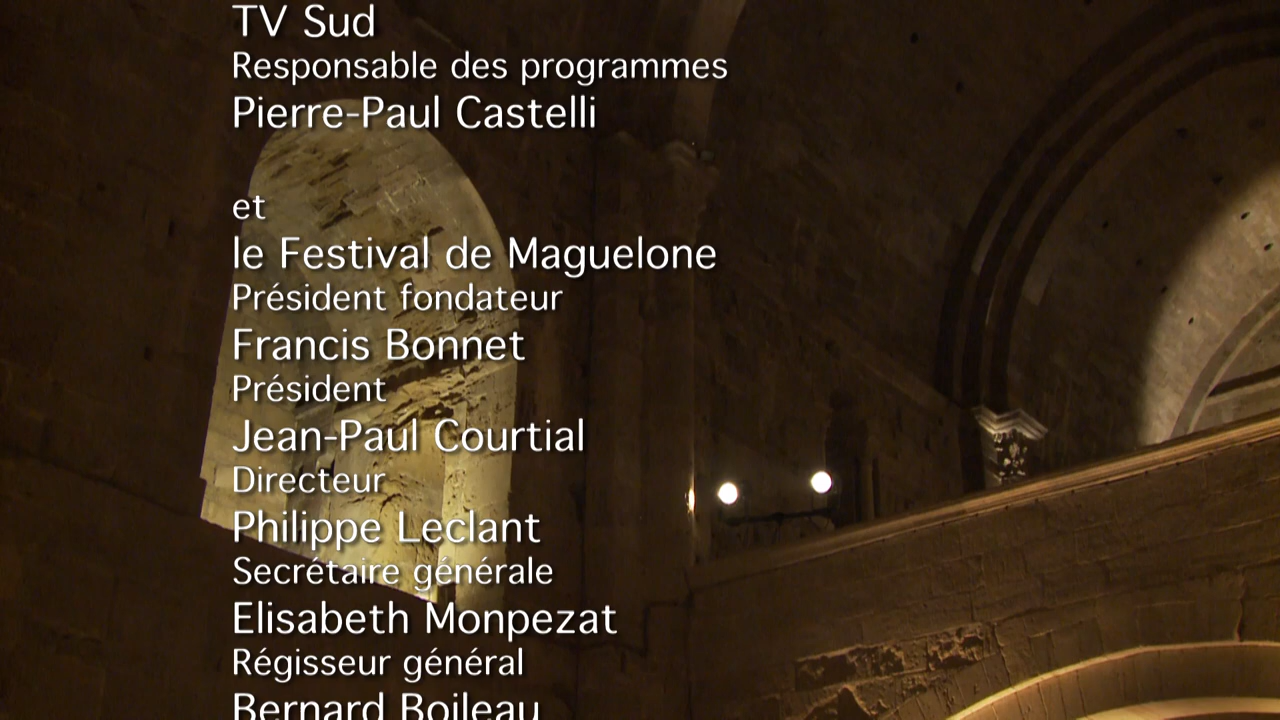 TV Sud
Responsable des programmes
Pierre-Paul Castelli
et
le Festival de Maguelone
Président fondateur
Francis Bonnet
Président
Jean-Paul Courtial
Directeur
Philippe Leclant
Secrétaire générale
Elisabeth Monpezat
Régisseur général
Bernard Boileau